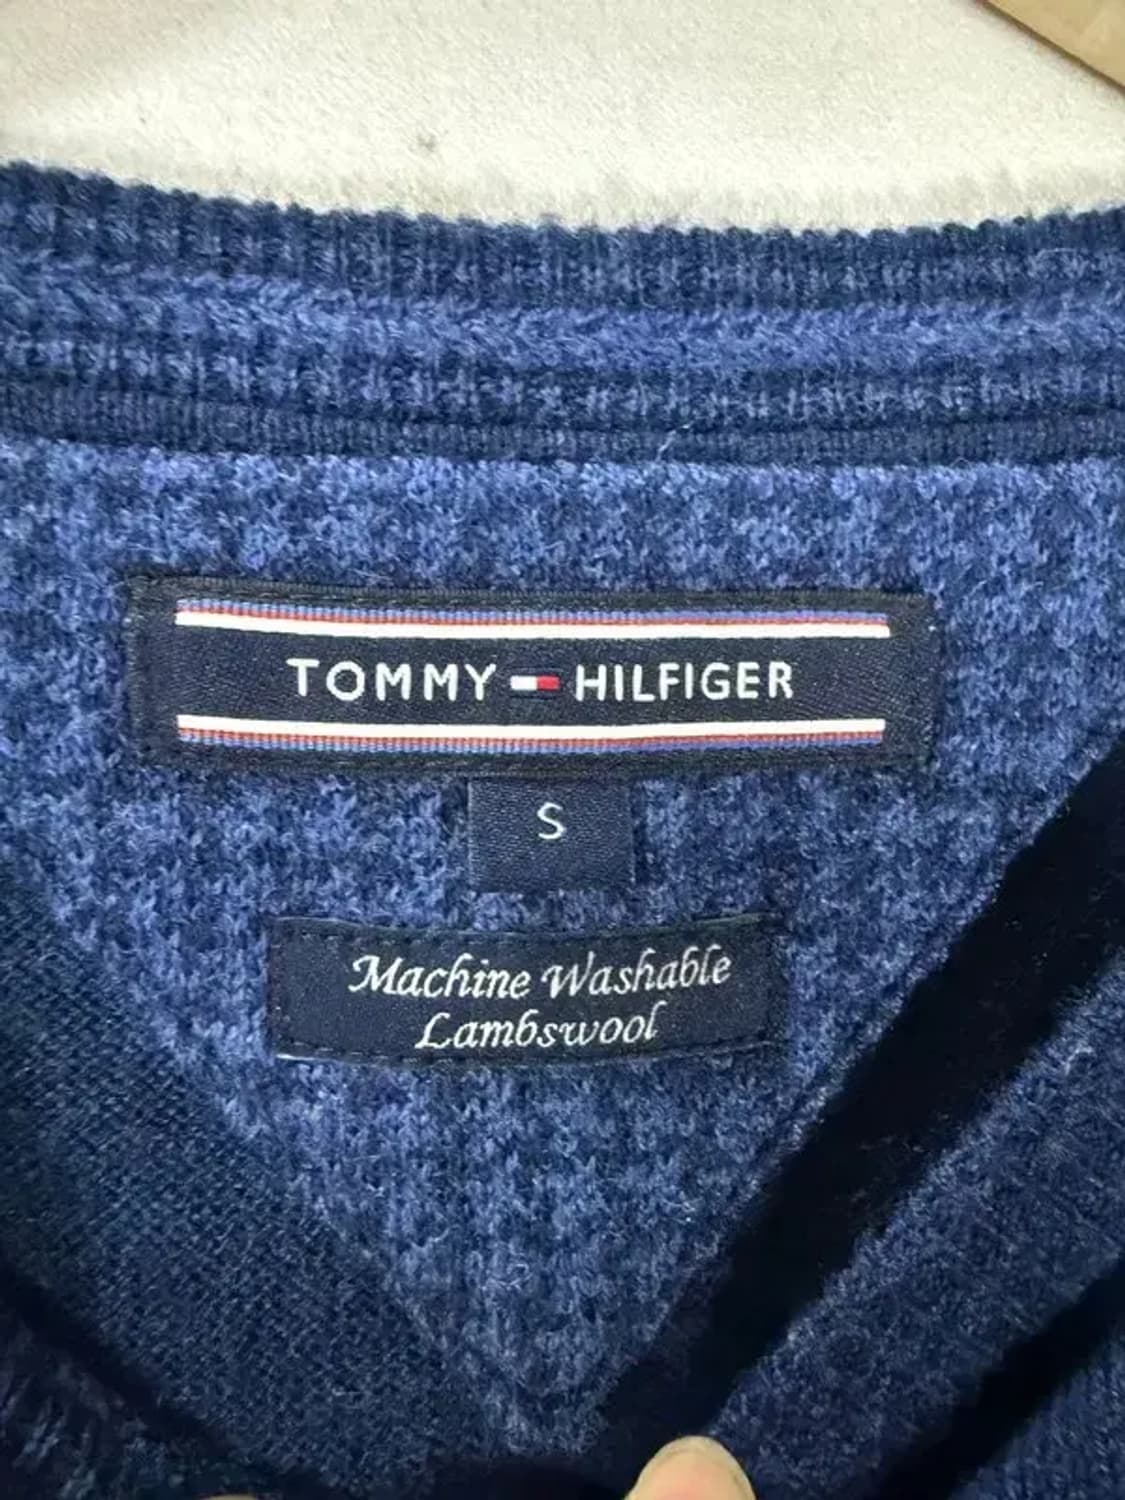 TOMMY HILFIGER
S
Machine Washable
Lambswool